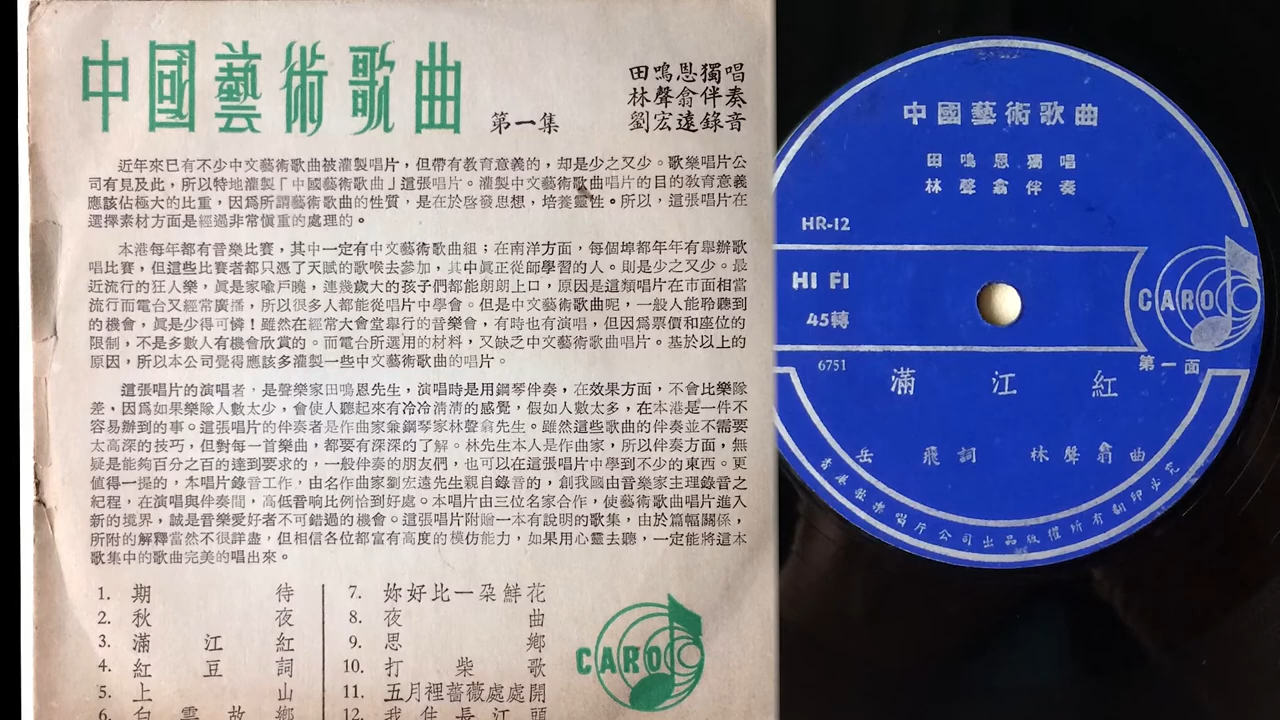 中國藝術歌曲
第一集
田鳴恩獨唱
林聲翕伴奏
劉宏遠錄音
近年來已有不少中文藝術歌曲被灌製唱片，但帶有教育意義的，却是少之又少。歌樂唱片公
司有見及此，所以特地灌製「中國藝術歌曲」這張唱片。灌製中文藝術歌曲唱片的目的教育意義
應該佔極大的比重，因爲所謂藝術歌曲的性質，是在於啓發思想，培養靈性。所以，這張唱片在
選擇素材方面是經過非常愼重的處理的。
本港每年都有音樂比賽，其中一定有中文藝術歌曲組；在南洋方面，每個埠都年年有舉辦歌
唱比賽，但這些比賽者都只憑了天賦的歌喉去參加，其中眞正從師學習的人。則是少之又少。最
近流行的狂人樂，眞是家喩戶曉，連幾歲大的孩子們都能朗朗上口，原因是這類唱片在市面相當
流行而電台又經常廣播，所以很多人都能從唱片中學會。但是中文藝術歌曲呢，一般人能聆聽到
的機會，眞是少得可憐！雖然在經常大會堂舉行的音樂會，有時也有演唱，但因爲票價和座位的
限制，不是多數人有機會欣賞的。而電台所選用的材料，又缺乏中文藝術歌曲唱片。基於以上的
原因，所以本公司覺得應該多灌製一些中文藝術歌曲的唱片。
這張唱片的演唱者，是聲樂家田鳴恩先生，演唱時是用鋼琴伴奏，在效果方面，不會比樂隊
差，因爲如果樂隊人數太少，會使人聽起來有冷冷淸淸的感覺，假如人數太多，在本港是一件不
容易辦到的事。這張唱片的伴奏者是作曲家兼鋼琴家林聲翕先生。雖然這些歌曲的伴奏並不需要
太高深的技巧，但對每一首樂曲，都要有深深的了解。林先生本人是作曲家，所以伴奏方面，無
疑是能夠百分之百的達到要求的，一般伴奏的朋友們，也可以在這張唱片中學到不少的東西。更
值得一提的，本唱片錄音工作，由名作曲家劉宏遠先生親自錄音的，創我國由音樂家主理錄音之
紀程，在演唱與伴奏間，高低音响比例恰到好處。本唱片由三位名家合作，使藝術歌曲唱片進入
新的境界，誠是音樂愛好者不可錯過的機會。這張唱片附贈一本有說明的歌集，由於篇幅關係，
所附的解釋當然不很詳盡，但相信各位都富有高度的模仿能力，如果用心靈去聽，一定能將這本
歌集中的歌曲完美的唱出來。
1. 期待
2. 秋夜
3. 滿江紅
4. 紅豆詞
5. 上山
6. 白雲故鄉
7. 妳好比一朶鮮花
8. 夜曲
9. 思鄉
10. 打柴歌
11. 五月裡薔薇處處開
12. 我住長江頭
CARO
中國藝術歌曲
田鳴恩獨唱
林聲翕伴奏
HR-12
HI FI
45轉
6751
CARO
第一面
滿江紅
岳飛詞 林聲翕曲
香港歌樂唱片公司出品版權所有翻印必究